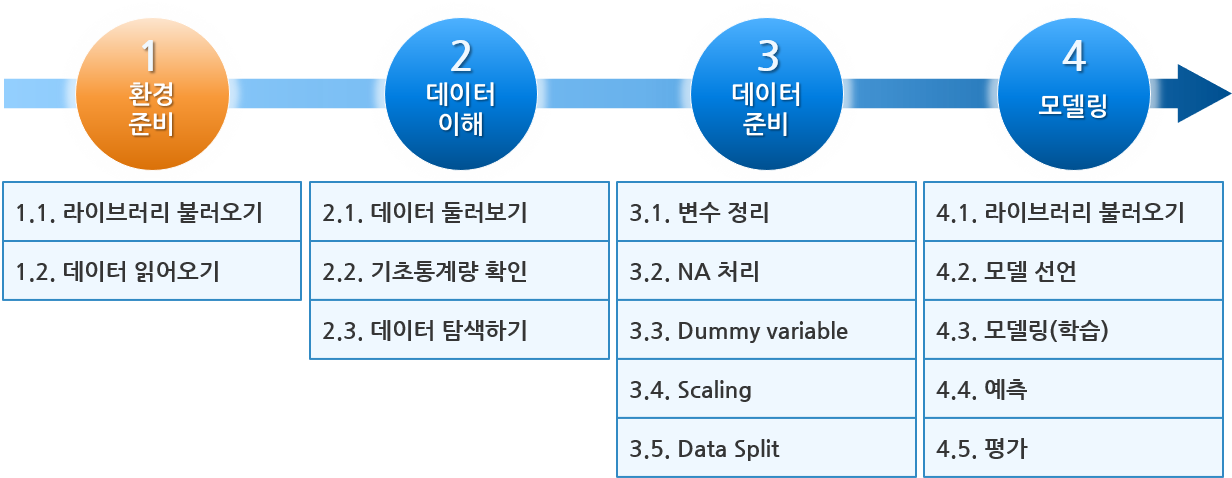 1
환경
준비
2
데이터
이해
3
데이터
준비
4
모델링
1.1. 라이브러리 불러오기
1.2. 데이터 읽어오기
2.1. 데이터 둘러보기
2.2. 기초통계량 확인
2.3. 데이터 탐색하기
3.1. 변수 정리
3.2. NA 처리
3.3. Dummy variable
3.4. Scaling
3.5. Data Split
4.1. 라이브러리 불러오기
4.2. 모델 선언
4.3. 모델링(학습)
4.4. 예측
4.5. 평가